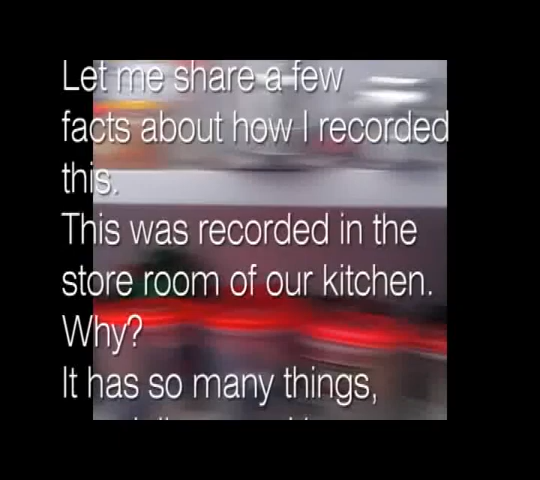 Let me share a few
facts about how I recorded
this.
This was recorded in the
store room of our kitchen.
Why?
It has so many things,